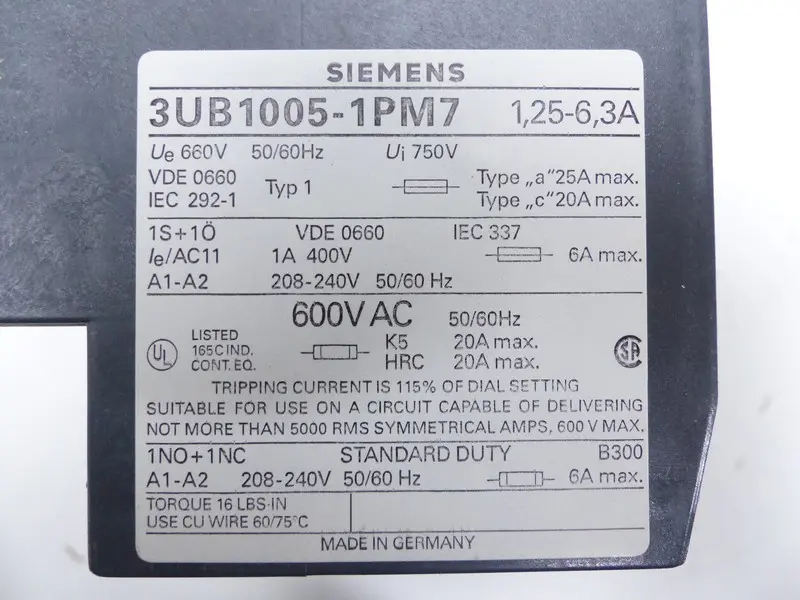 SIEMENS
3UB1005-1PM7 1,25-6,3A
Ue 660V 50/60Hz Ui 750V
VDE 0660 Typ 1 Type „a“25A max.
IEC 292-1 Type „c“20A max.
1S+1Ö VDE 0660 IEC 337
Ie/AC11 1A 400V 6A max.
A1-A2 208-240V 50/60 Hz
600V AC 50/60Hz
UL LISTED 165C IND. CONT. EQ. K5 20A max.
HRC 20A max. SA
TRIPPING CURRENT IS 115% OF DIAL SETTING
SUITABLE FOR USE ON A CIRCUIT CAPABLE OF DELIVERING
NOT MORE THAN 5000 RMS SYMMETRICAL AMPS, 600 V MAX.
1NO+1NC STANDARD DUTY B300
A1-A2 208-240V 50/60 Hz 6A max.
TORQUE 16 LBS-IN
USE CU WIRE 60/75°C
MADE IN GERMANY